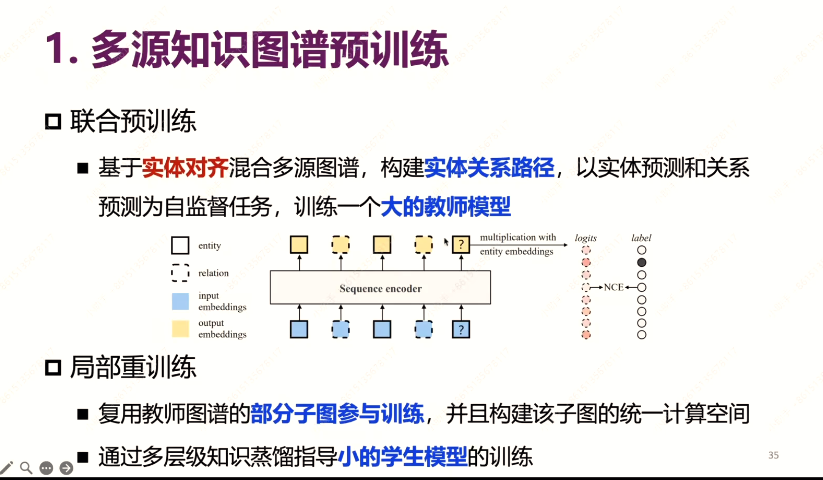 1. 多源知识图谱预训练
联合预训练
基于实体对齐混合多源图谱，构建实体关系路径，以实体预测和关系
预测为自监督任务，训练一个大的教师模型
entity
relation
input
embeddings
output
embeddings
?
multiplication with
entity embeddings
logits
label
Sequence encoder
NCE
?
局部重训练
复用教师图谱的部分子图参与训练，并且构建该子图的统一计算空间
通过多层级知识蒸馏指导小的学生模型的训练
35